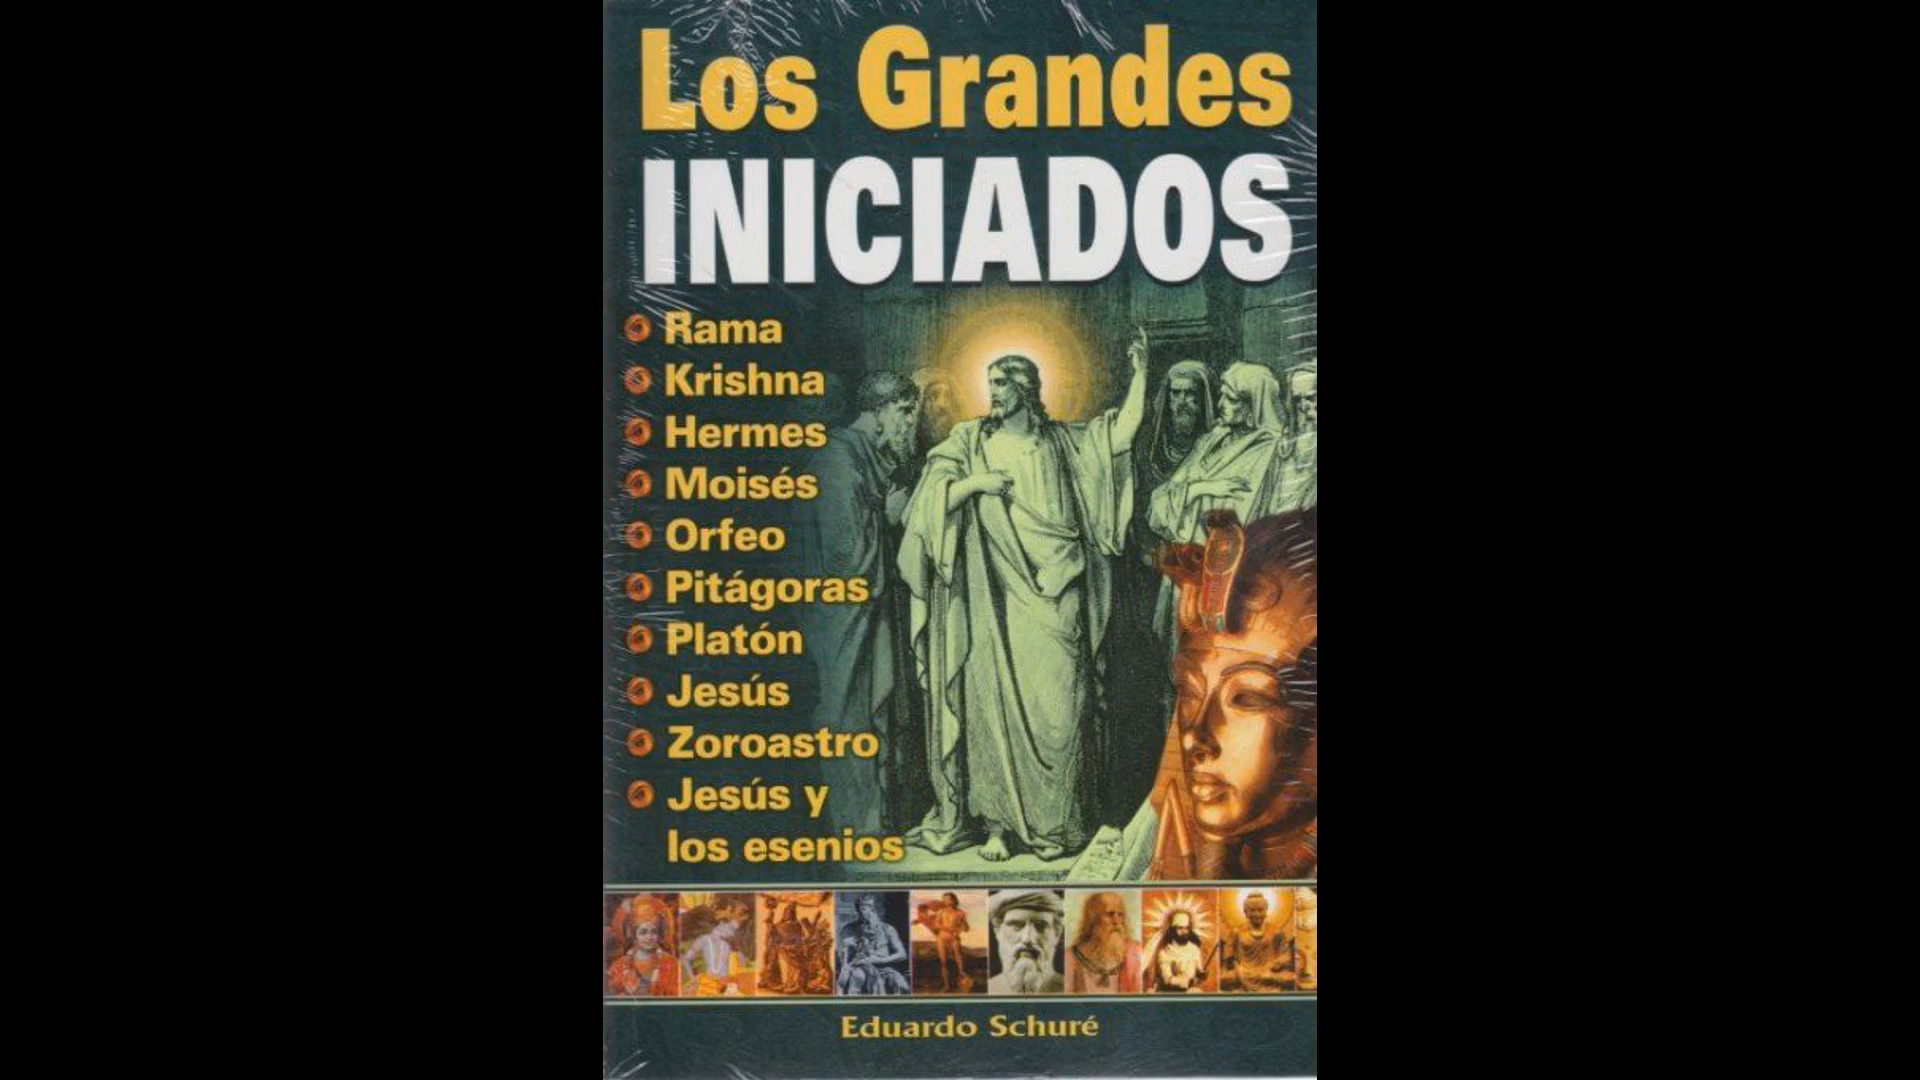 Los Grandes
INICIADOS
Rama
Krishna
Hermes
Moisés
Orfeo
Pitágoras
Platón
Jesús
Zoroastro
Jesús y
los esenios
Eduardo Schuré